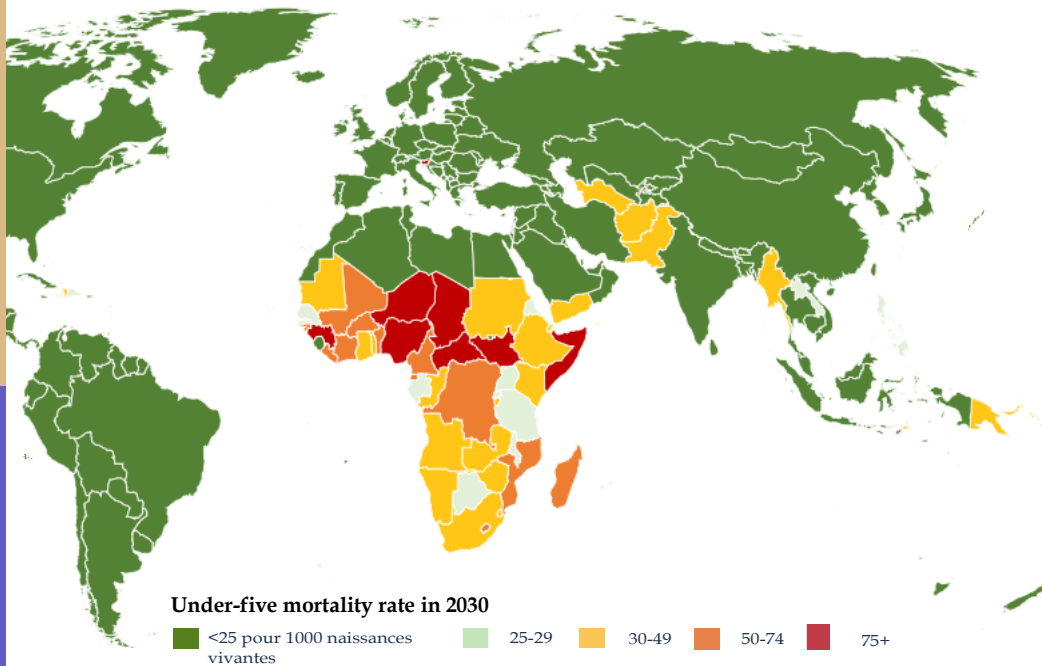 Under-five mortality rate in 2030
<25 pour 1000 naissances
vivantes
25-29
30-49
50-74
75+